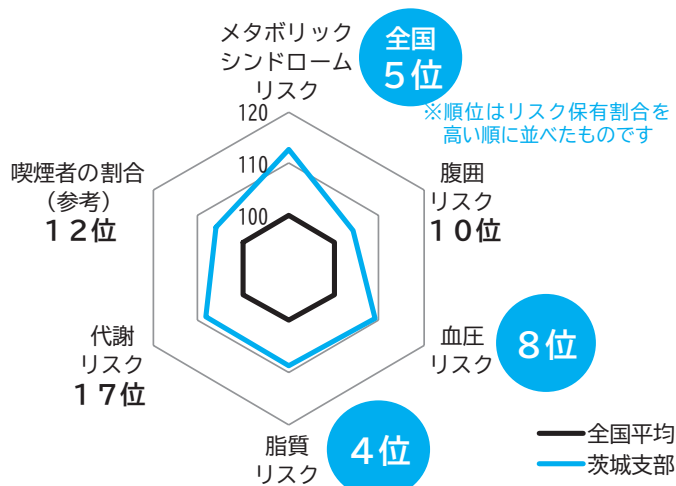 メタボリック
シンドローム
リスク
全国
5位
※順位はリスク保有割合を
高い順に並べたものです
120
110
100
腹囲
リスク
10位
血圧
リスク
8位
脂質
リスク
4位
代謝
リスク
17位
喫煙者の割合
(参考)
12位
全国平均
茨城支部